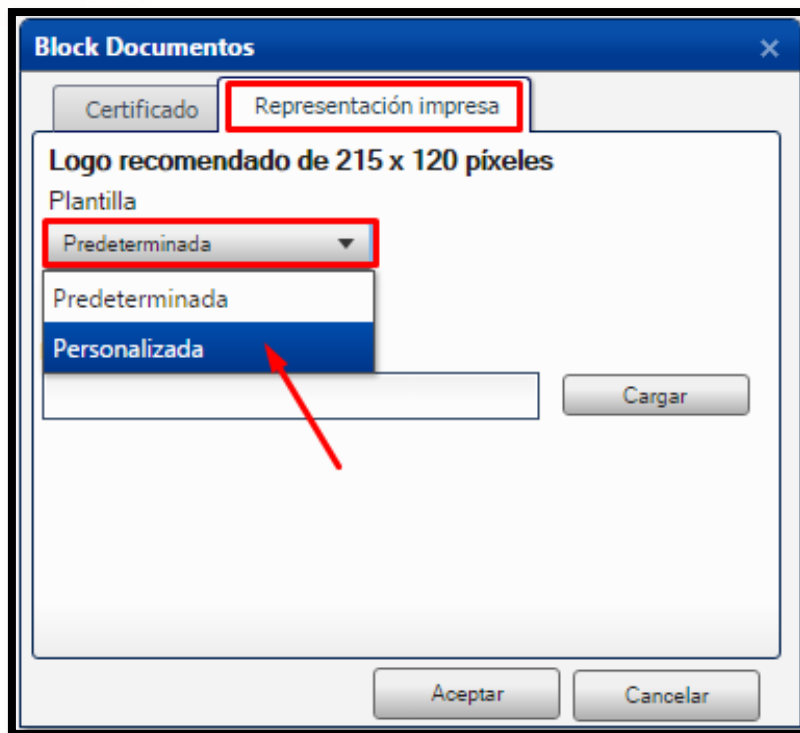 Block Documentos
Certificado
Representación impresa
Logo recomendado de 215 x 120 píxeles
Plantilla
Predeterminada
Predeterminada
Personalizada
Cargar
Aceptar
Cancelar